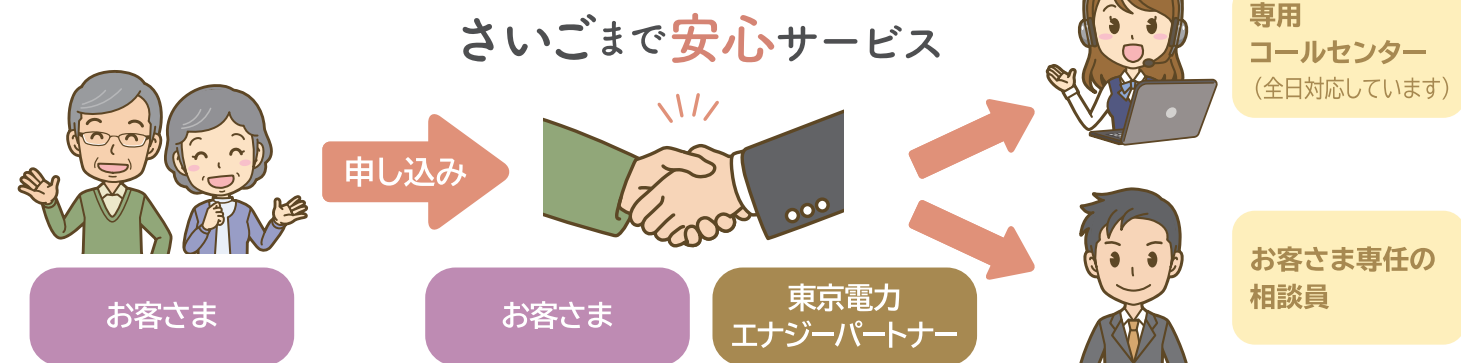 さいごまで安心サービス
申し込み
お客さま
お客さま
東京電力
エナジーパートナー
専用
コールセンター
（全日対応しています）
お客さま専任の
相談員